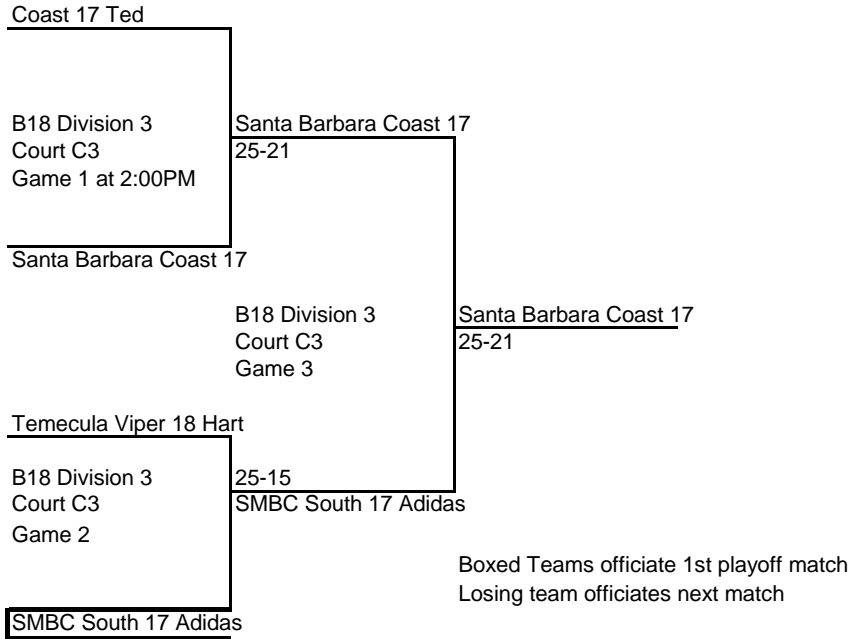 Coast 17 Ted
B18 Division 3
Court C3
Game 1 at 2:00PM
Santa Barbara Coast 17
25-21
Santa Barbara Coast 17
B18 Division 3
Court C3
Game 3
Santa Barbara Coast 17
25-21
Temecula Viper 18 Hart
B18 Division 3
Court C3
Game 2
25-15
SMBC South 17 Adidas
Boxed Teams officiate 1st playoff match
Losing team officiates next match
SMBC South 17 Adidas